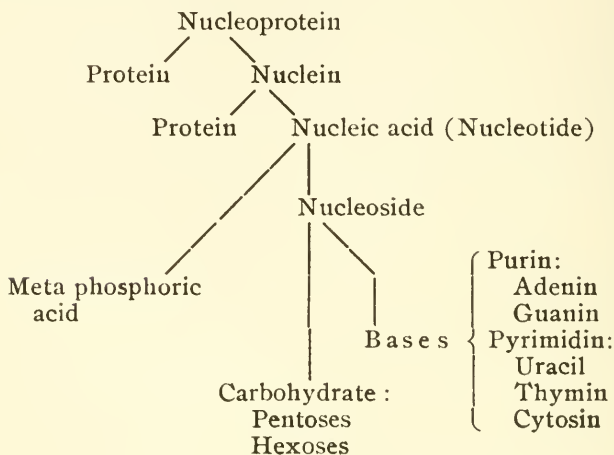 Nucleoprotein
Protein Nuclein
Protein Nucleic acid (Nucleotide)
Nucleoside
Meta phosphoric
acid
Bases
Purin:
Adenin
Guanin
Pyrimidin:
Uracil
Thymin
Cytosin
Carbohydrate :
Pentoses
Hexoses